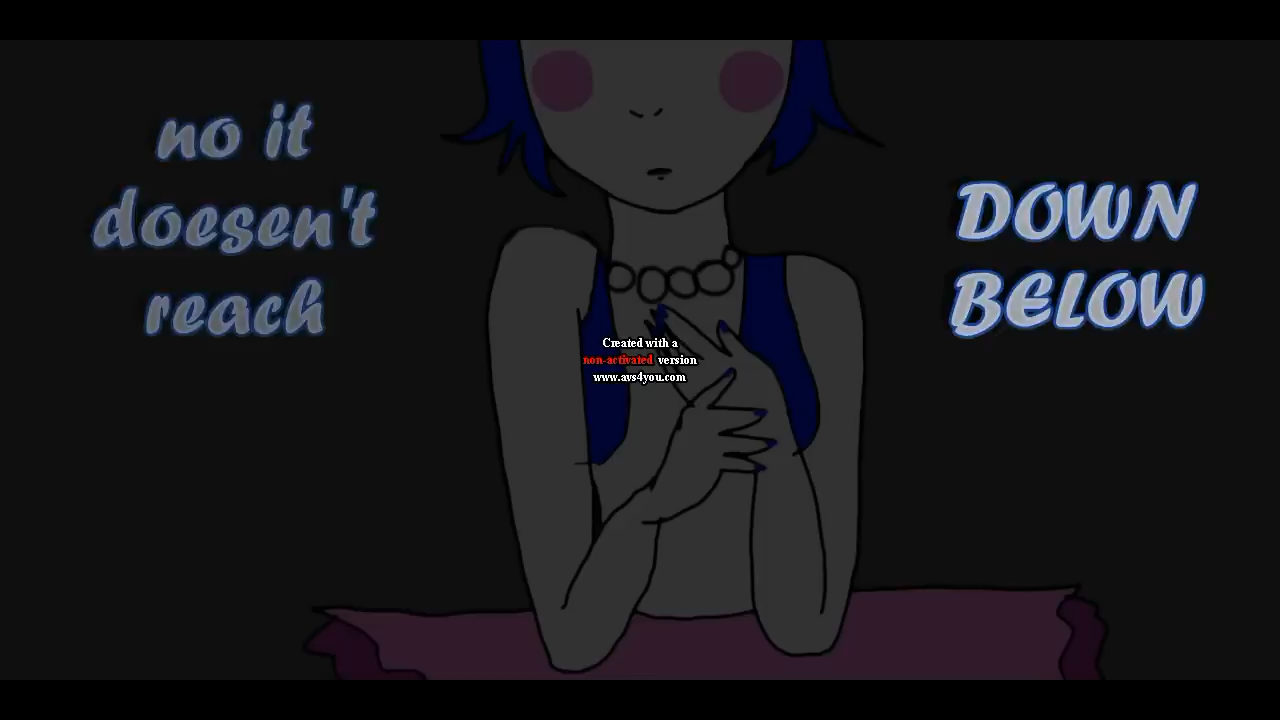 no it
doesen't
reach
DOWN
BELOW
Created with a
non-activated version
www.avs4you.com